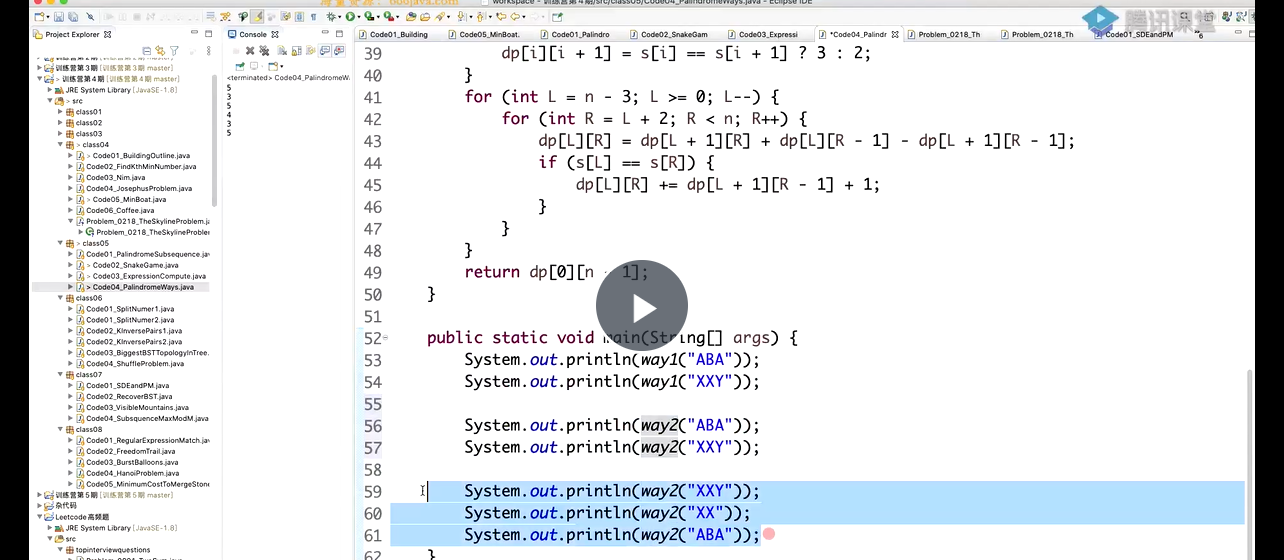 workspace - 训练营第4期/src/class05/Code04_PalindromeWays.java - Eclipse IDE
腾讯课堂
Project Explorer
训练营第3期 [训练营第3期 master]
> 训练营第4期 [训练营第4期 master]
JRE System Library [JavaSE-1.8]
> src
class01
class02
class03
> class04
> Code01_BuildingOutline.java
Code02_FindKthMinNumber.java
Code03_Nim.java
Code04_JosephusProblem.java
> Code05_MinBoat.java
Code06_Coffee.java
Problem_0218_TheSkylineProblem.ja
Problem_0218_TheSkylineProbler
> class05
Code01_PalindromeSubsequence.java
> Code02_SnakeGame.java
> Code03_ExpressionCompute.java
> Code04_PalindromeWays.java
class06
Code01_SplitNumer1.java
Code01_SplitNumer2.java
Code02_KInversePairs1.java
Code02_KInversePairs2.java
Code03_BiggestBSTTopologyInTree.
Code04_ShuffleProblem.java
class07
Code01_SDEandPM.java
Code02_RecoverBST.java
Code03_VisibleMountains.java
Code04_SubsquenceMaxModM.java
class08
Code01_RegularExpressionMatch.java
Code02_FreedomTrail.java
Code03_BurstBalloons.java
Code04_HanoiProblem.java
Code05_MinimumCostToMergeStone
训练营第5期 [训练营第5期 master]
杂代码
Leetcode高频题
JRE System Library [JavaSE-1.8]
src
topinterviewquestions
Console
<terminated> Code04_PalindromeWa
5
3
5
4
3
5
Code01_Building
Code05_MinBoat.
Code01_Palindro
Code02_SnakeGam
Code03_Expressi
*Code04_Palindr
Problem_0218_Th
Problem_0218_Th
Code01_SDEandPM
39 dp[i][i + 1] = s[i] == s[i + 1] ? 3 : 2;
40 }
41 for (int L = n - 3; L >= 0; L--) {
42 for (int R = L + 2; R < n; R++) {
43 dp[L][R] = dp[L + 1][R] + dp[L][R - 1] - dp[L + 1][R - 1];
44 if (s[L] == s[R]) {
45 dp[L][R] += dp[L + 1][R - 1] + 1;
46 }
47 }
48 }
49 return dp[0][n - 1];
50 }
51
52 public static void main(String[] args) {
53 System.out.println(way1("ABA"));
54 System.out.println(way1("XXY"));
55
56 System.out.println(way2("ABA"));
57 System.out.println(way2("XXY"));
58
59 System.out.println(way2("XXY"));
60 System.out.println(way2("XX"));
61 System.out.println(way2("ABA"));
62 }